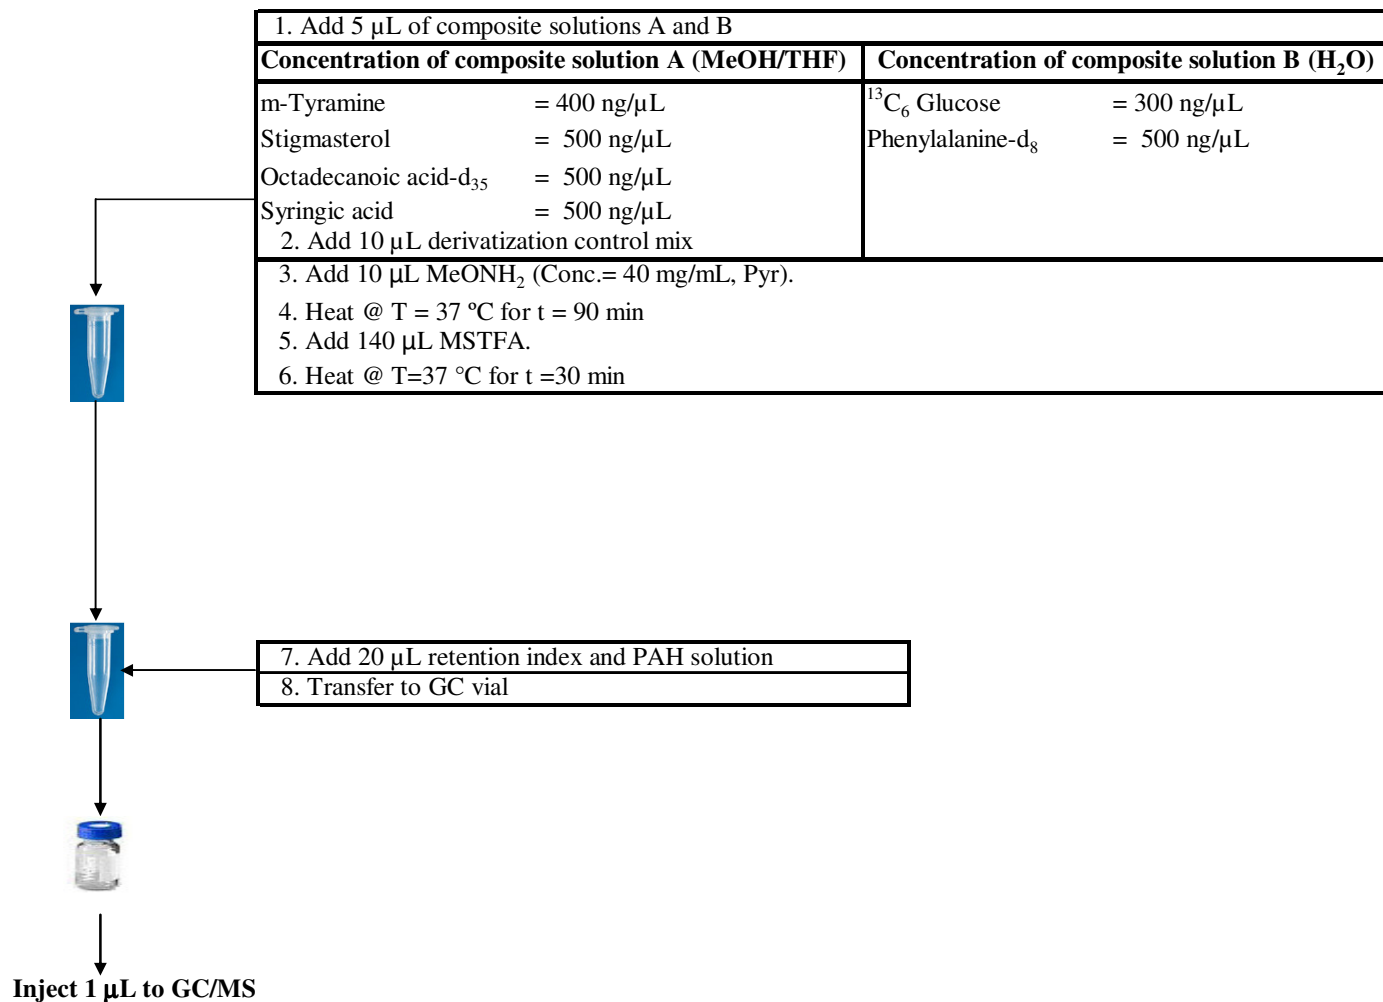 1. Add 5 µL of composite solutions A and B
Concentration of composite solution A (MeOH/THF) Concentration of composite solution B (H₂O)
m-Tyramine = 400 ng/µL ¹³C₆ Glucose = 300 ng/µL
Stigmasterol = 500 ng/µL Phenylalanine-d₈ = 500 ng/µL
Octadecanoic acid-d₃₅ = 500 ng/µL
Syringic acid = 500 ng/µL
2. Add 10 µL derivatization control mix
3. Add 10 µL MeONH₂ (Conc.= 40 mg/mL, Pyr).
4. Heat @ T = 37 ºC for t = 90 min
5. Add 140 µL MSTFA.
6. Heat @ T=37 °C for t =30 min
7. Add 20 µL retention index and PAH solution
8. Transfer to GC vial
Inject 1 µL to GC/MS